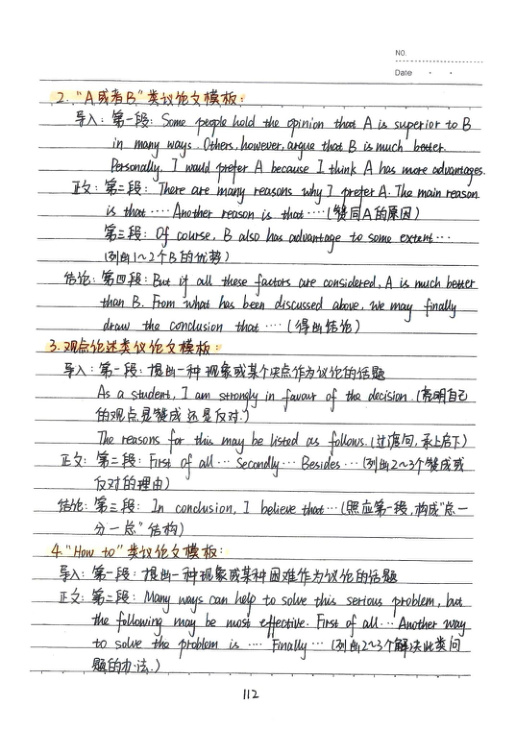 NO.
Date
2. "A或者B"类议论文模板：
导入：第一段：Some people hold the opinion that A is superior to B
in many ways. Others, however, argue that B is much better.
Personally, I would prefer A because I think A has more advantages.
正文：第二段：There are many reasons why I prefer A. The main reason
is that …… Another reason is that ……（赞同A的原因）
第三段：Of course, B also has advantage to some extent …
（列出1～2个B的优势）
结论：第四段：But if all these factors are considered, A is much better
than B. From what has been discussed above, we may finally
draw the conclusion that ……（得出结论）
3. 观点论述类议论文模板：
导入：第一段：提出一种现象或某个决点作为议论的话题
As a student, I am strongly in favour of the decision.（表明自己
的观点是赞成还是反对）
The reasons for this may be listed as follows.（过渡句，承上启下）
正文：第二段：First of all … Secondly … Besides …（列出2～3个赞成或
反对的理由）
结论：第三段：In conclusion, I believe that …（照应第一段，构成"总一
分一总"结构）
4. "How to"类议论文模板：
导入：第一段：提出一种现象或某种困难作为议论的话题
正文：第二段：Many ways can help to solve this serious problem, but
the following may be most effective. First of all … Another way
to solve the problem is …… Finally …（列出2～3个解决此类问
题的办法.）
112